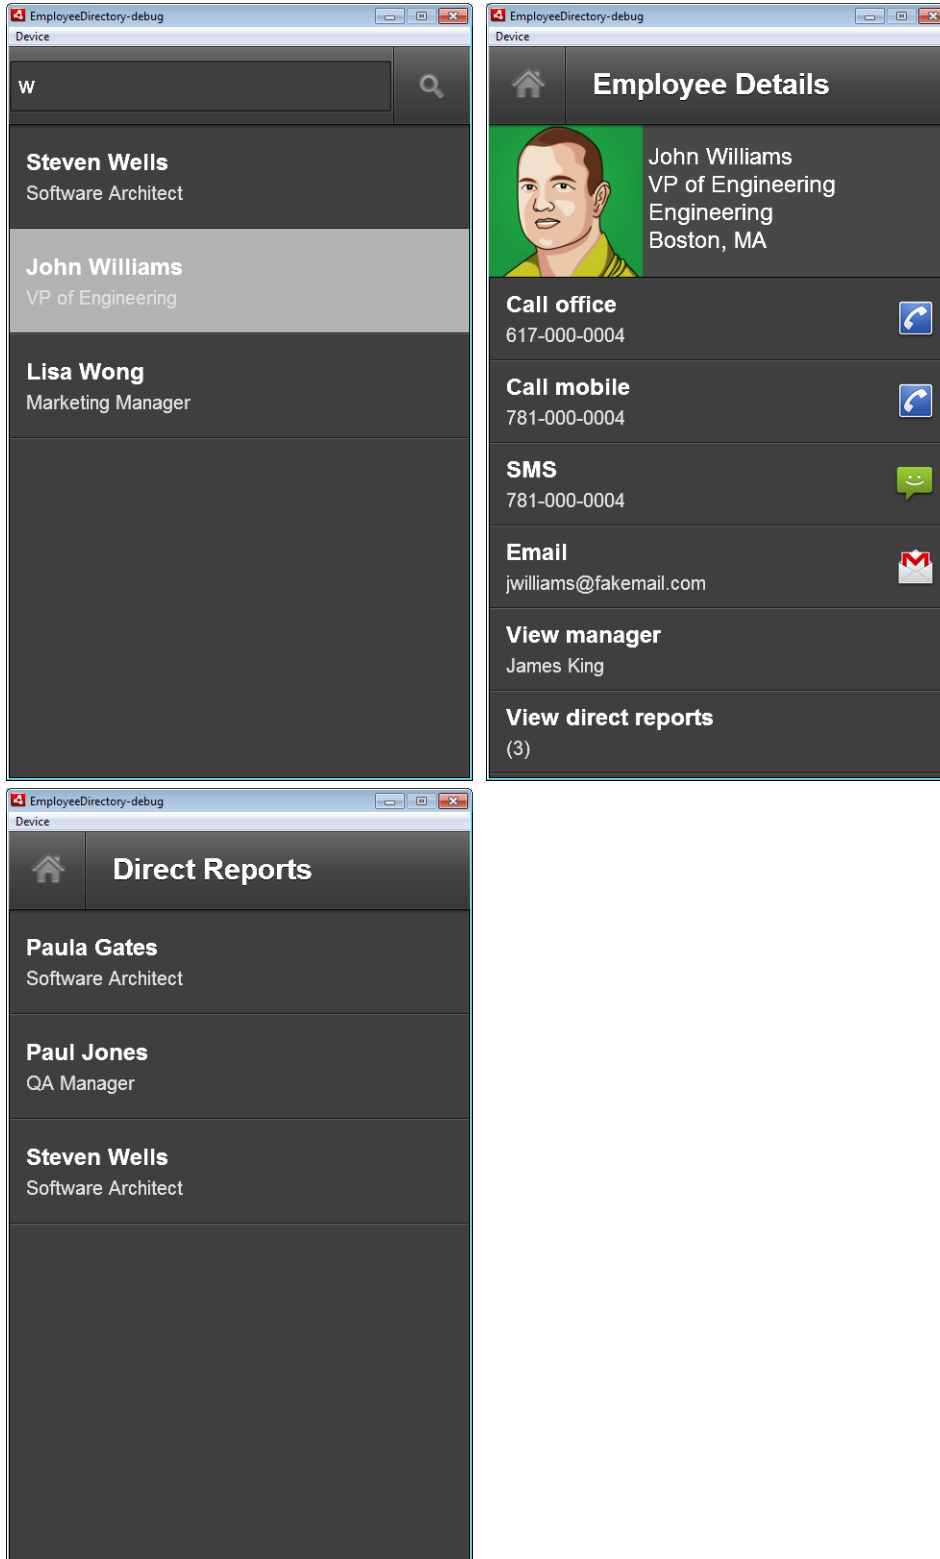 EmployeeDirectory-debug
Device
w
Steven Wells
Software Architect
John Williams
VP of Engineering
Lisa Wong
Marketing Manager
EmployeeDirectory-debug
Device
Employee Details
John Williams
VP of Engineering
Engineering
Boston, MA
Call office
617-000-0004
Call mobile
781-000-0004
SMS
781-000-0004
Email
jwilliams@fakemail.com
View manager
James King
View direct reports
(3)
EmployeeDirectory-debug
Device
Direct Reports
Paula Gates
Software Architect
Paul Jones
QA Manager
Steven Wells
Software Architect